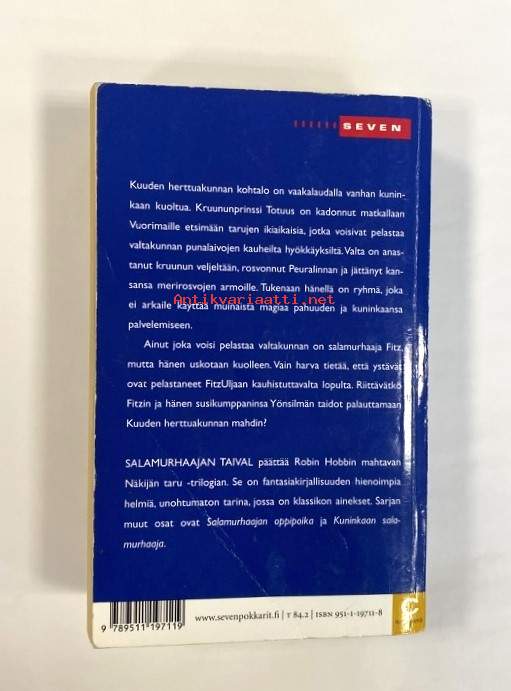 SEVEN
Kuuden herttuakunnan kohtalo on vaakalaudalla vanhan kunin-
kaan kuoltua. Kruununprinssi Totuus on kadonnut matkallaan
Vuorimaille etsimään tarujen ikiaikaisia, jotka voisivat pelastaa
valtakunnan punalaivojen kauheilta hyökkäyksiltä. Valta on anas-
tanut kruunun veljeltään, rosvonnut Peuralinnan ja jättänyt kan-
sansa merirosvojen armoille. Tukenaan hänellä on ryhmä, joka
Antikvariaatti.net
ei arkaile käyttää muinaista magiaa pahuuden ja kuninkaansa
palvelemiseen.
Ainut joka voisi pelastaa valtakunnan on salamurhaaja Fitz,
mutta hänen uskotaan kuolleen. Vain harva tietää, että ystävät
ovat pelastaneet FitzUljaan kauhistuttavalta lopulta. Riittävätkö
Fitzin ja hänen susikumppaninsa Yönsilmän taidot palauttamaan
Kuuden herttuakunnan mahdin?
SALAMURHAAJAN TAIVAL päättää Robin Hobbin mahtavan
Näkijän taru -trilogian. Se on fantasiakirjallisuuden hienoimpia
helmiä, unohtumaton tarina, jossa on klassikon ainekset. Sarjan
muut osat ovat Salamurhaajan oppipoika ja Kuninkaan sala-
murhaaja.
www.sevenpokkarit.fi | T 84.2 | ISBN 951-1-19711-8
9 789511 197119